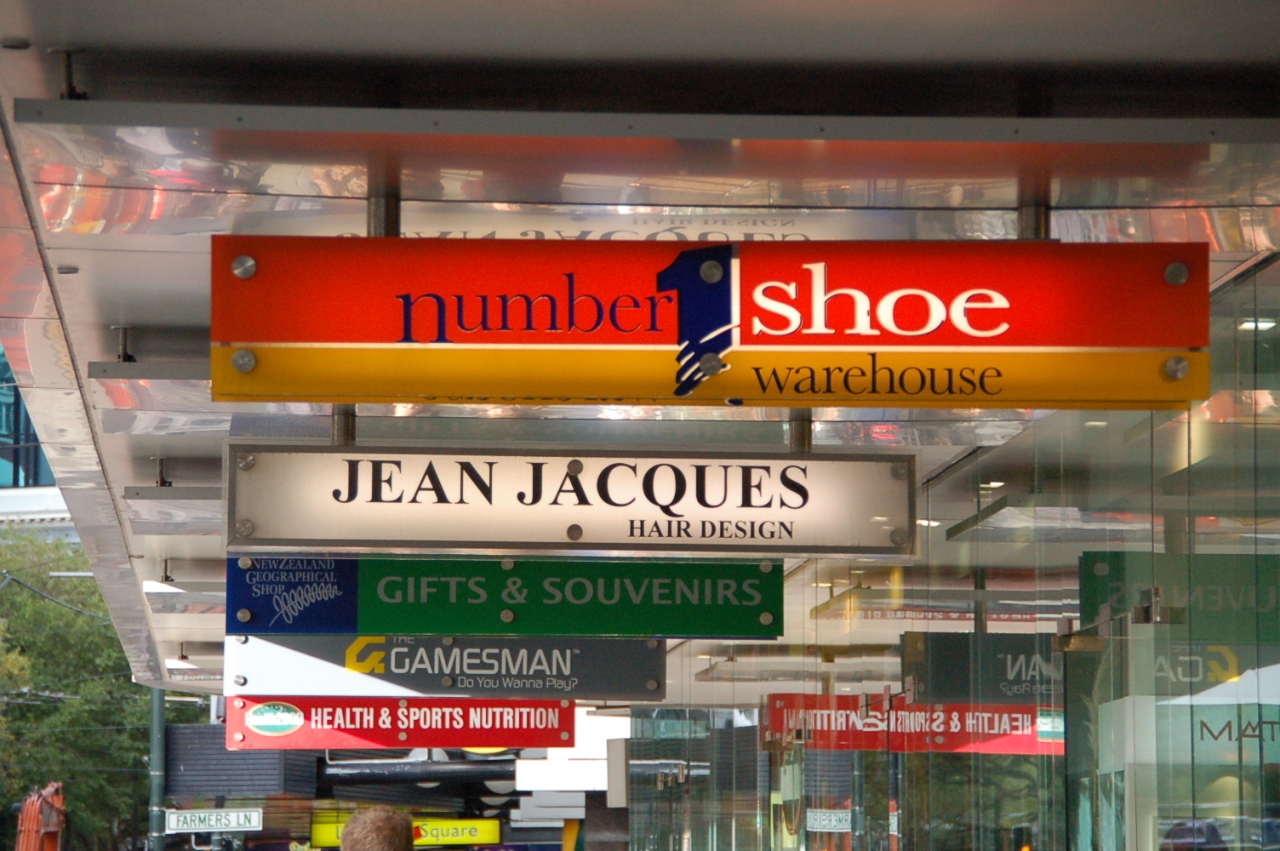 number 1 shoe
warehouse
JEAN JACQUES
HAIR DESIGN
NEW ZEALAND
GEOGRAPHICAL
SHOP
GIFTS & SOUVENIRS
THE
GAMESMAN™
Do You Wanna Play?
HEALTH & SPORTS NUTRITION
FARMERS LN
Square